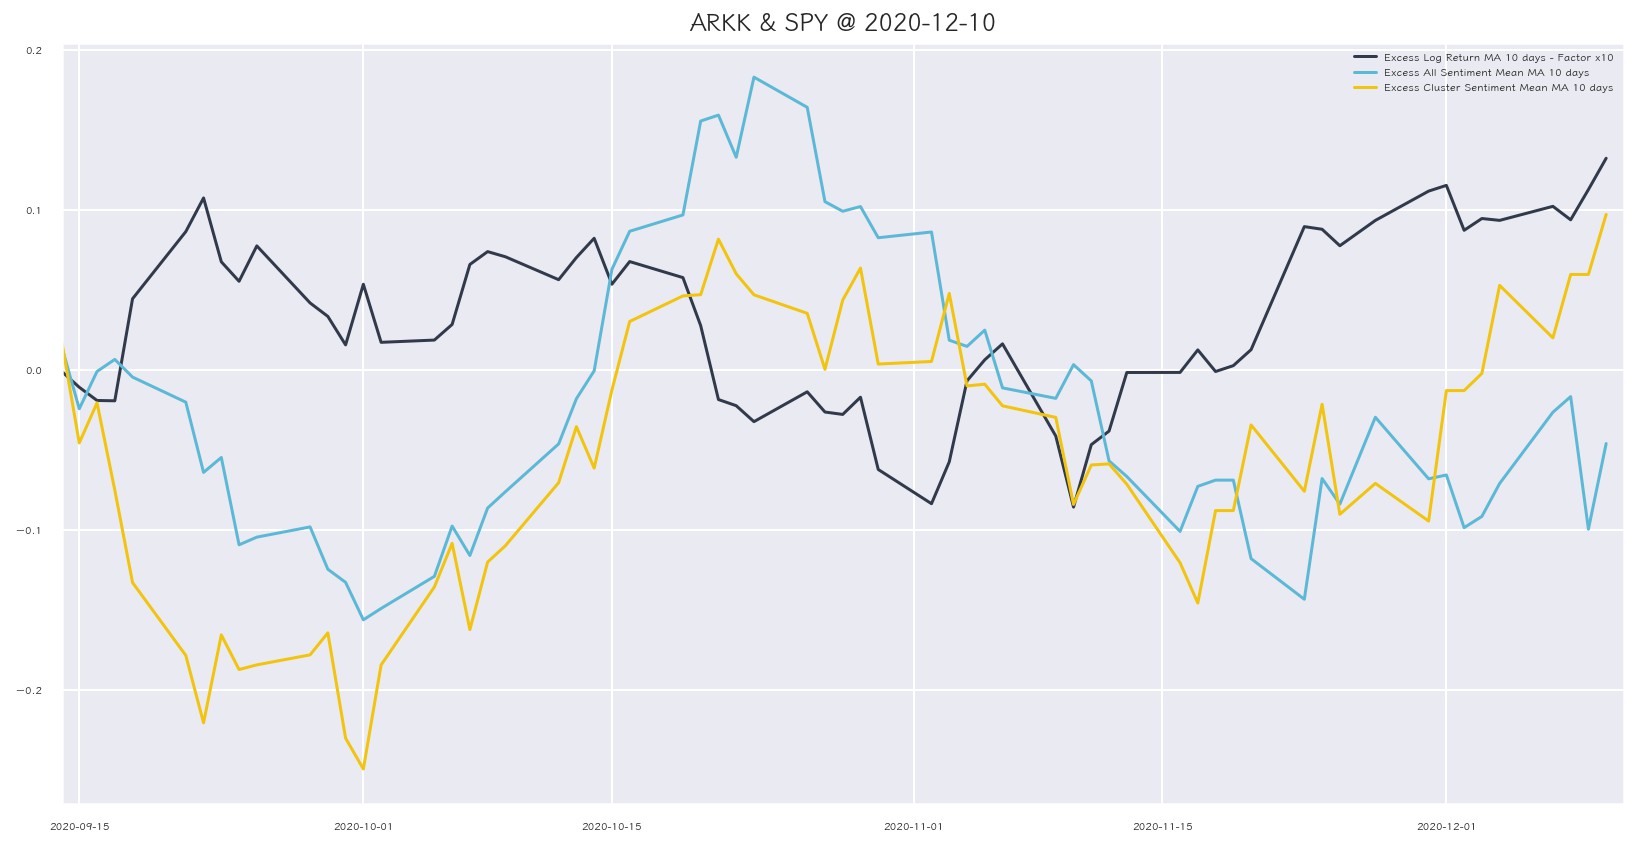 ARKK & SPY @ 2020-12-10
0.2
0.1
0.0
−0.1
−0.2
Excess Log Return MA 10 days - Factor x10
Excess All Sentiment Mean MA 10 days
Excess Cluster Sentiment Mean MA 10 days
2020-09-15 2020-10-01 2020-10-15 2020-11-01 2020-11-15 2020-12-01